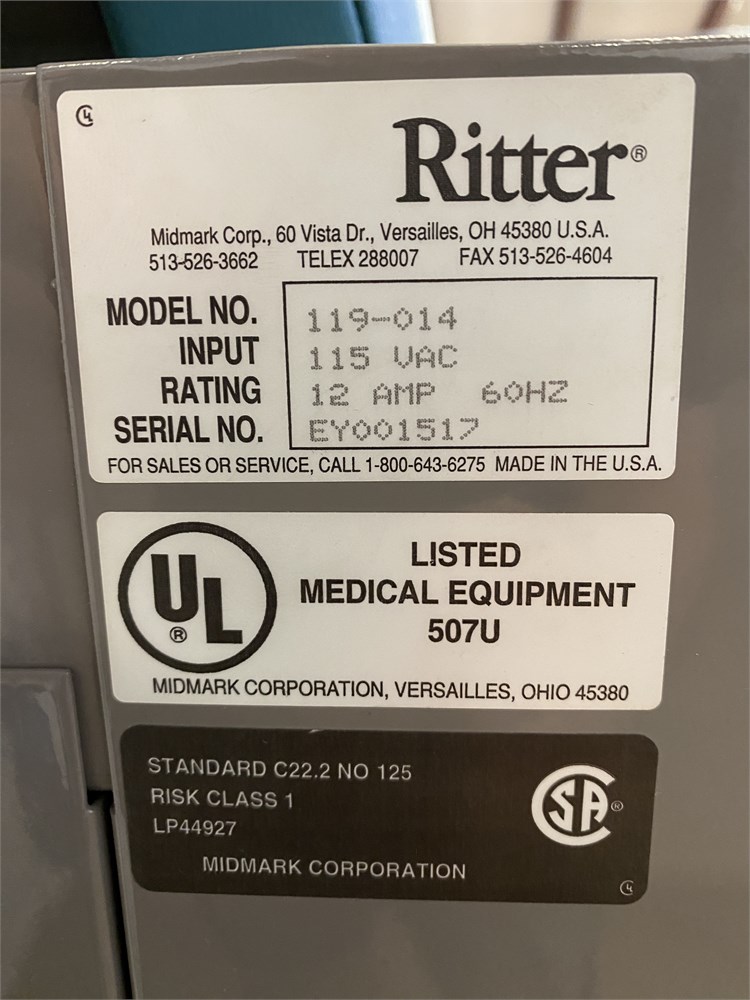 Ritter®
Midmark Corp., 60 Vista Dr., Versailles, OH 45380 U.S.A.
513-526-3662 TELEX 288007 FAX 513-526-4604
MODEL NO. 119-014
INPUT 115 VAC
RATING 12 AMP 60HZ
SERIAL NO. EY001517
FOR SALES OR SERVICE, CALL 1-800-643-6275 MADE IN THE U.S.A.
UL®
LISTED
MEDICAL EQUIPMENT
507U
MIDMARK CORPORATION, VERSAILLES, OHIO 45380
STANDARD C22.2 NO 125
RISK CLASS 1
LP44927
MIDMARK CORPORATION
SA®